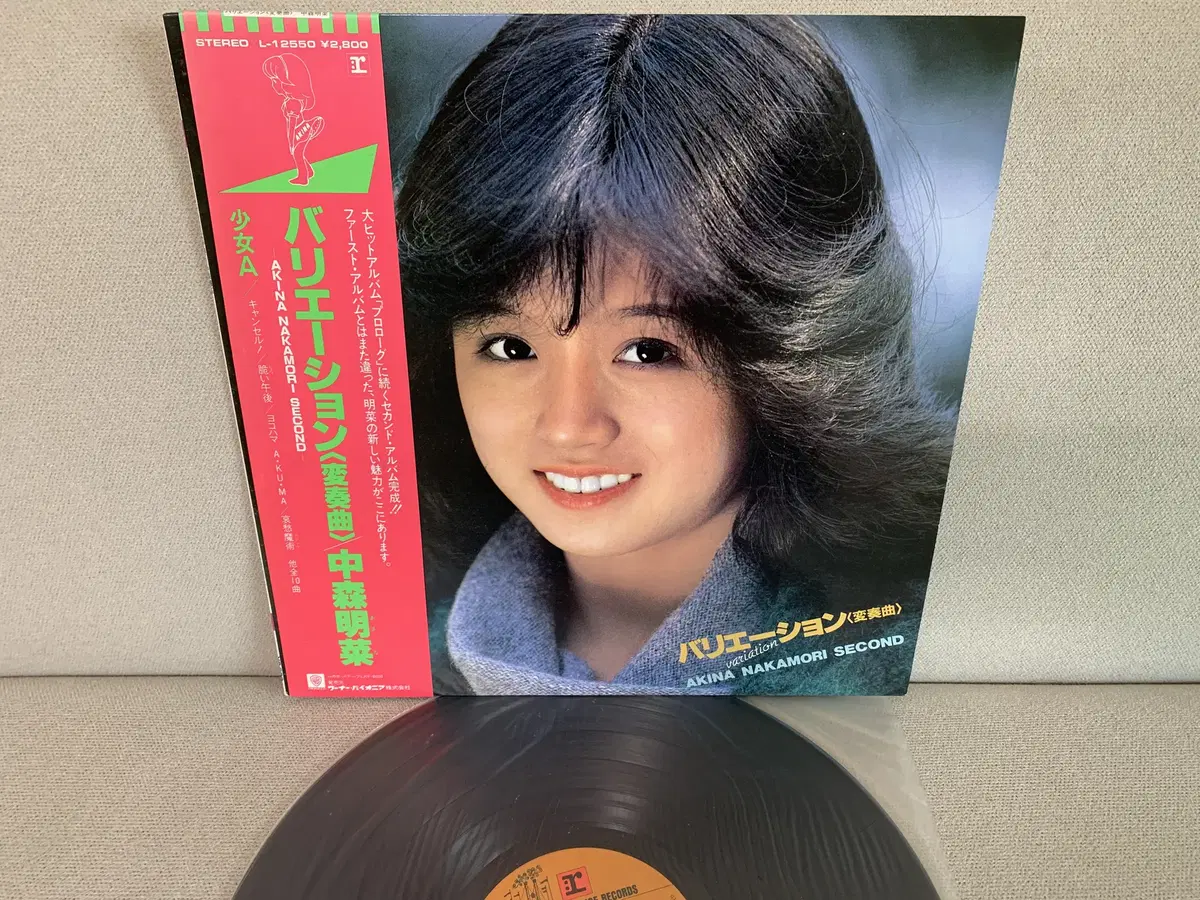 STEREO L-12550 ¥2,800
r
AKINA
大ヒットアルバム「プロローグ」に続くセカンド・アルバム完成!!
ファースト・アルバムとはまた違った、明菜の新しい魅力がここにあります。
バリエーション〈変奏曲〉/中森明菜
—AKINA NAKAMORI SECOND—
少女A/キャンセル!/脆い午後/ヨコハマ A・KU・MA/哀愁魔術 他全10曲
ワーナー・パイオニア株式会社
バリエーション〈変奏曲〉
variation
AKINA NAKAMORI SECOND
r
RECORDS